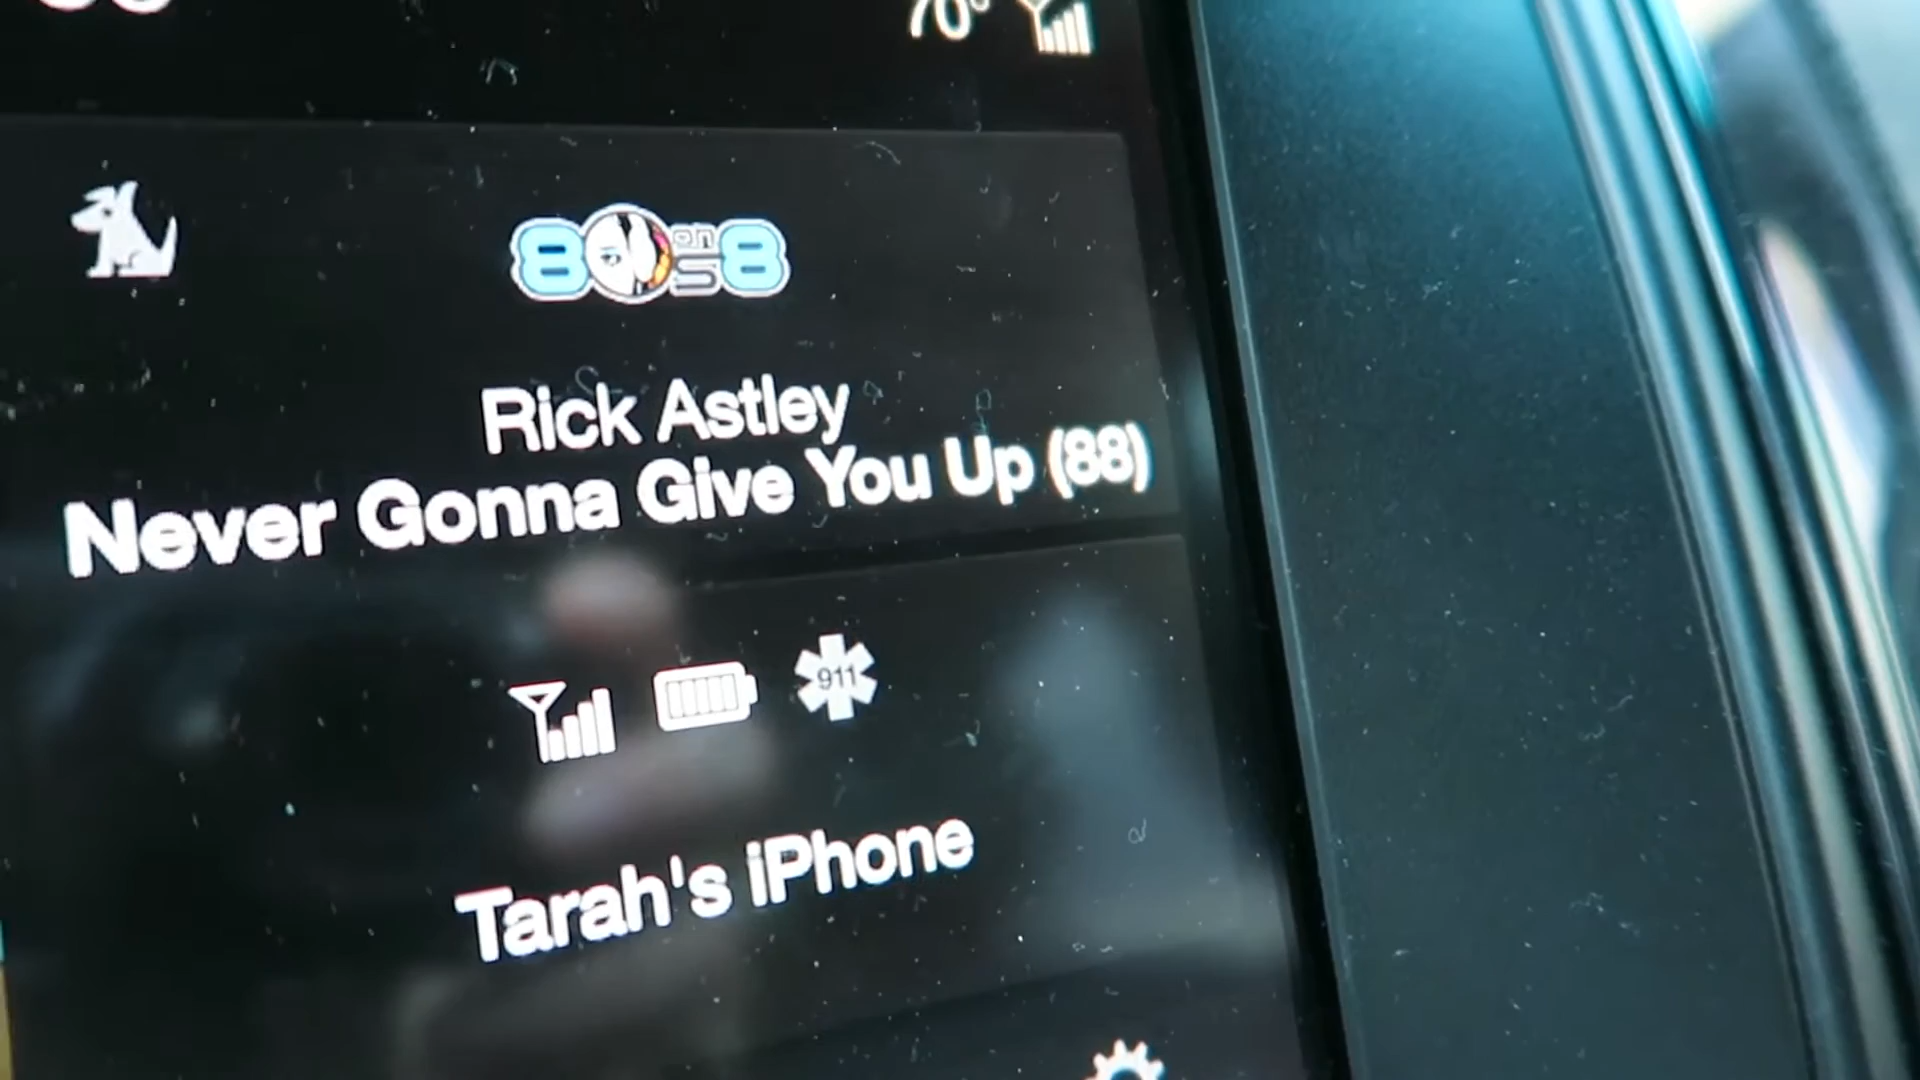 70°
80s on 8
Rick Astley
Never Gonna Give You Up (88)
911
Tarah's iPhone